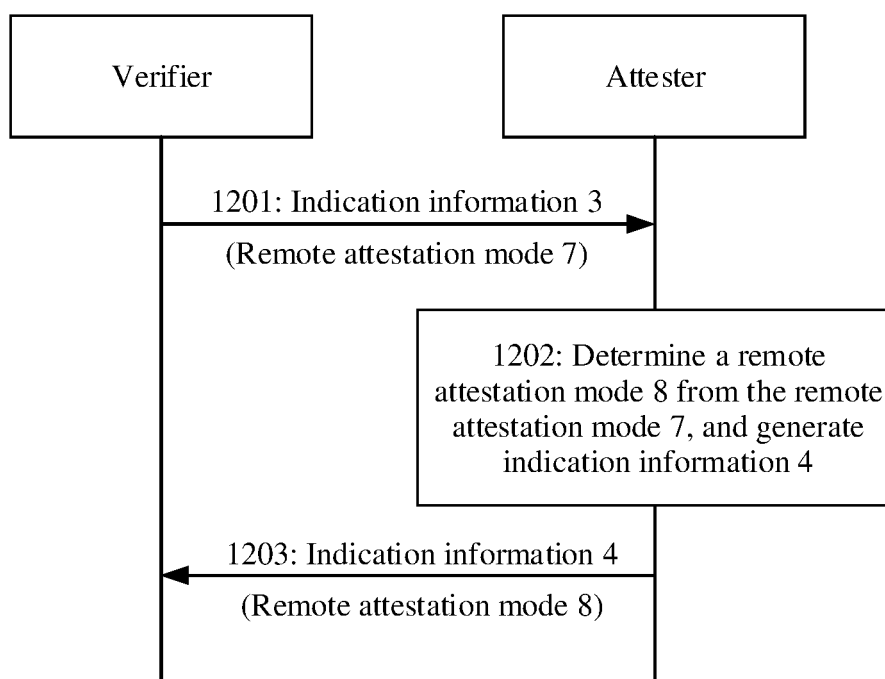 Verifier
Attester
1201: Indication information 3
(Remote attestation mode 7)
1202: Determine a remote
attestation mode 8 from the remote
attestation mode 7, and generate
indication information 4
1203: Indication information 4
(Remote attestation mode 8)